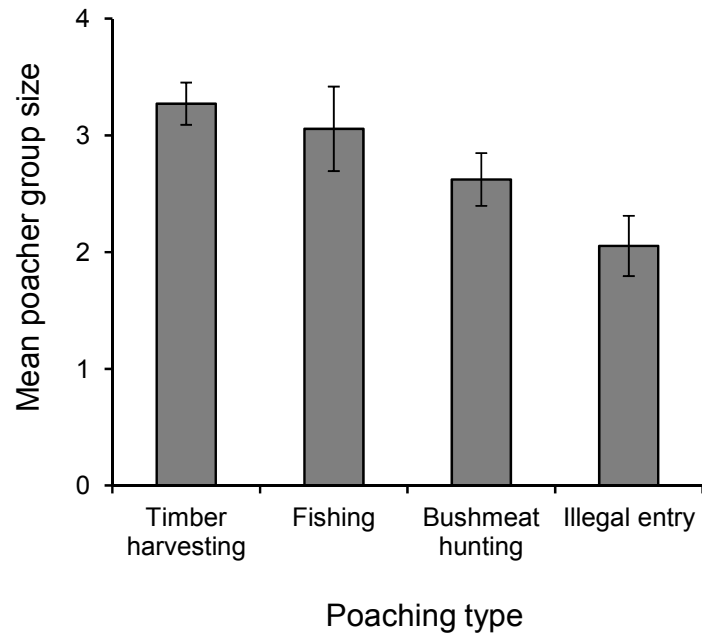 4
3
2
1
0
Mean poacher group size
Timber
harvesting
Fishing
Bushmeat
hunting
Illegal entry
Poaching type